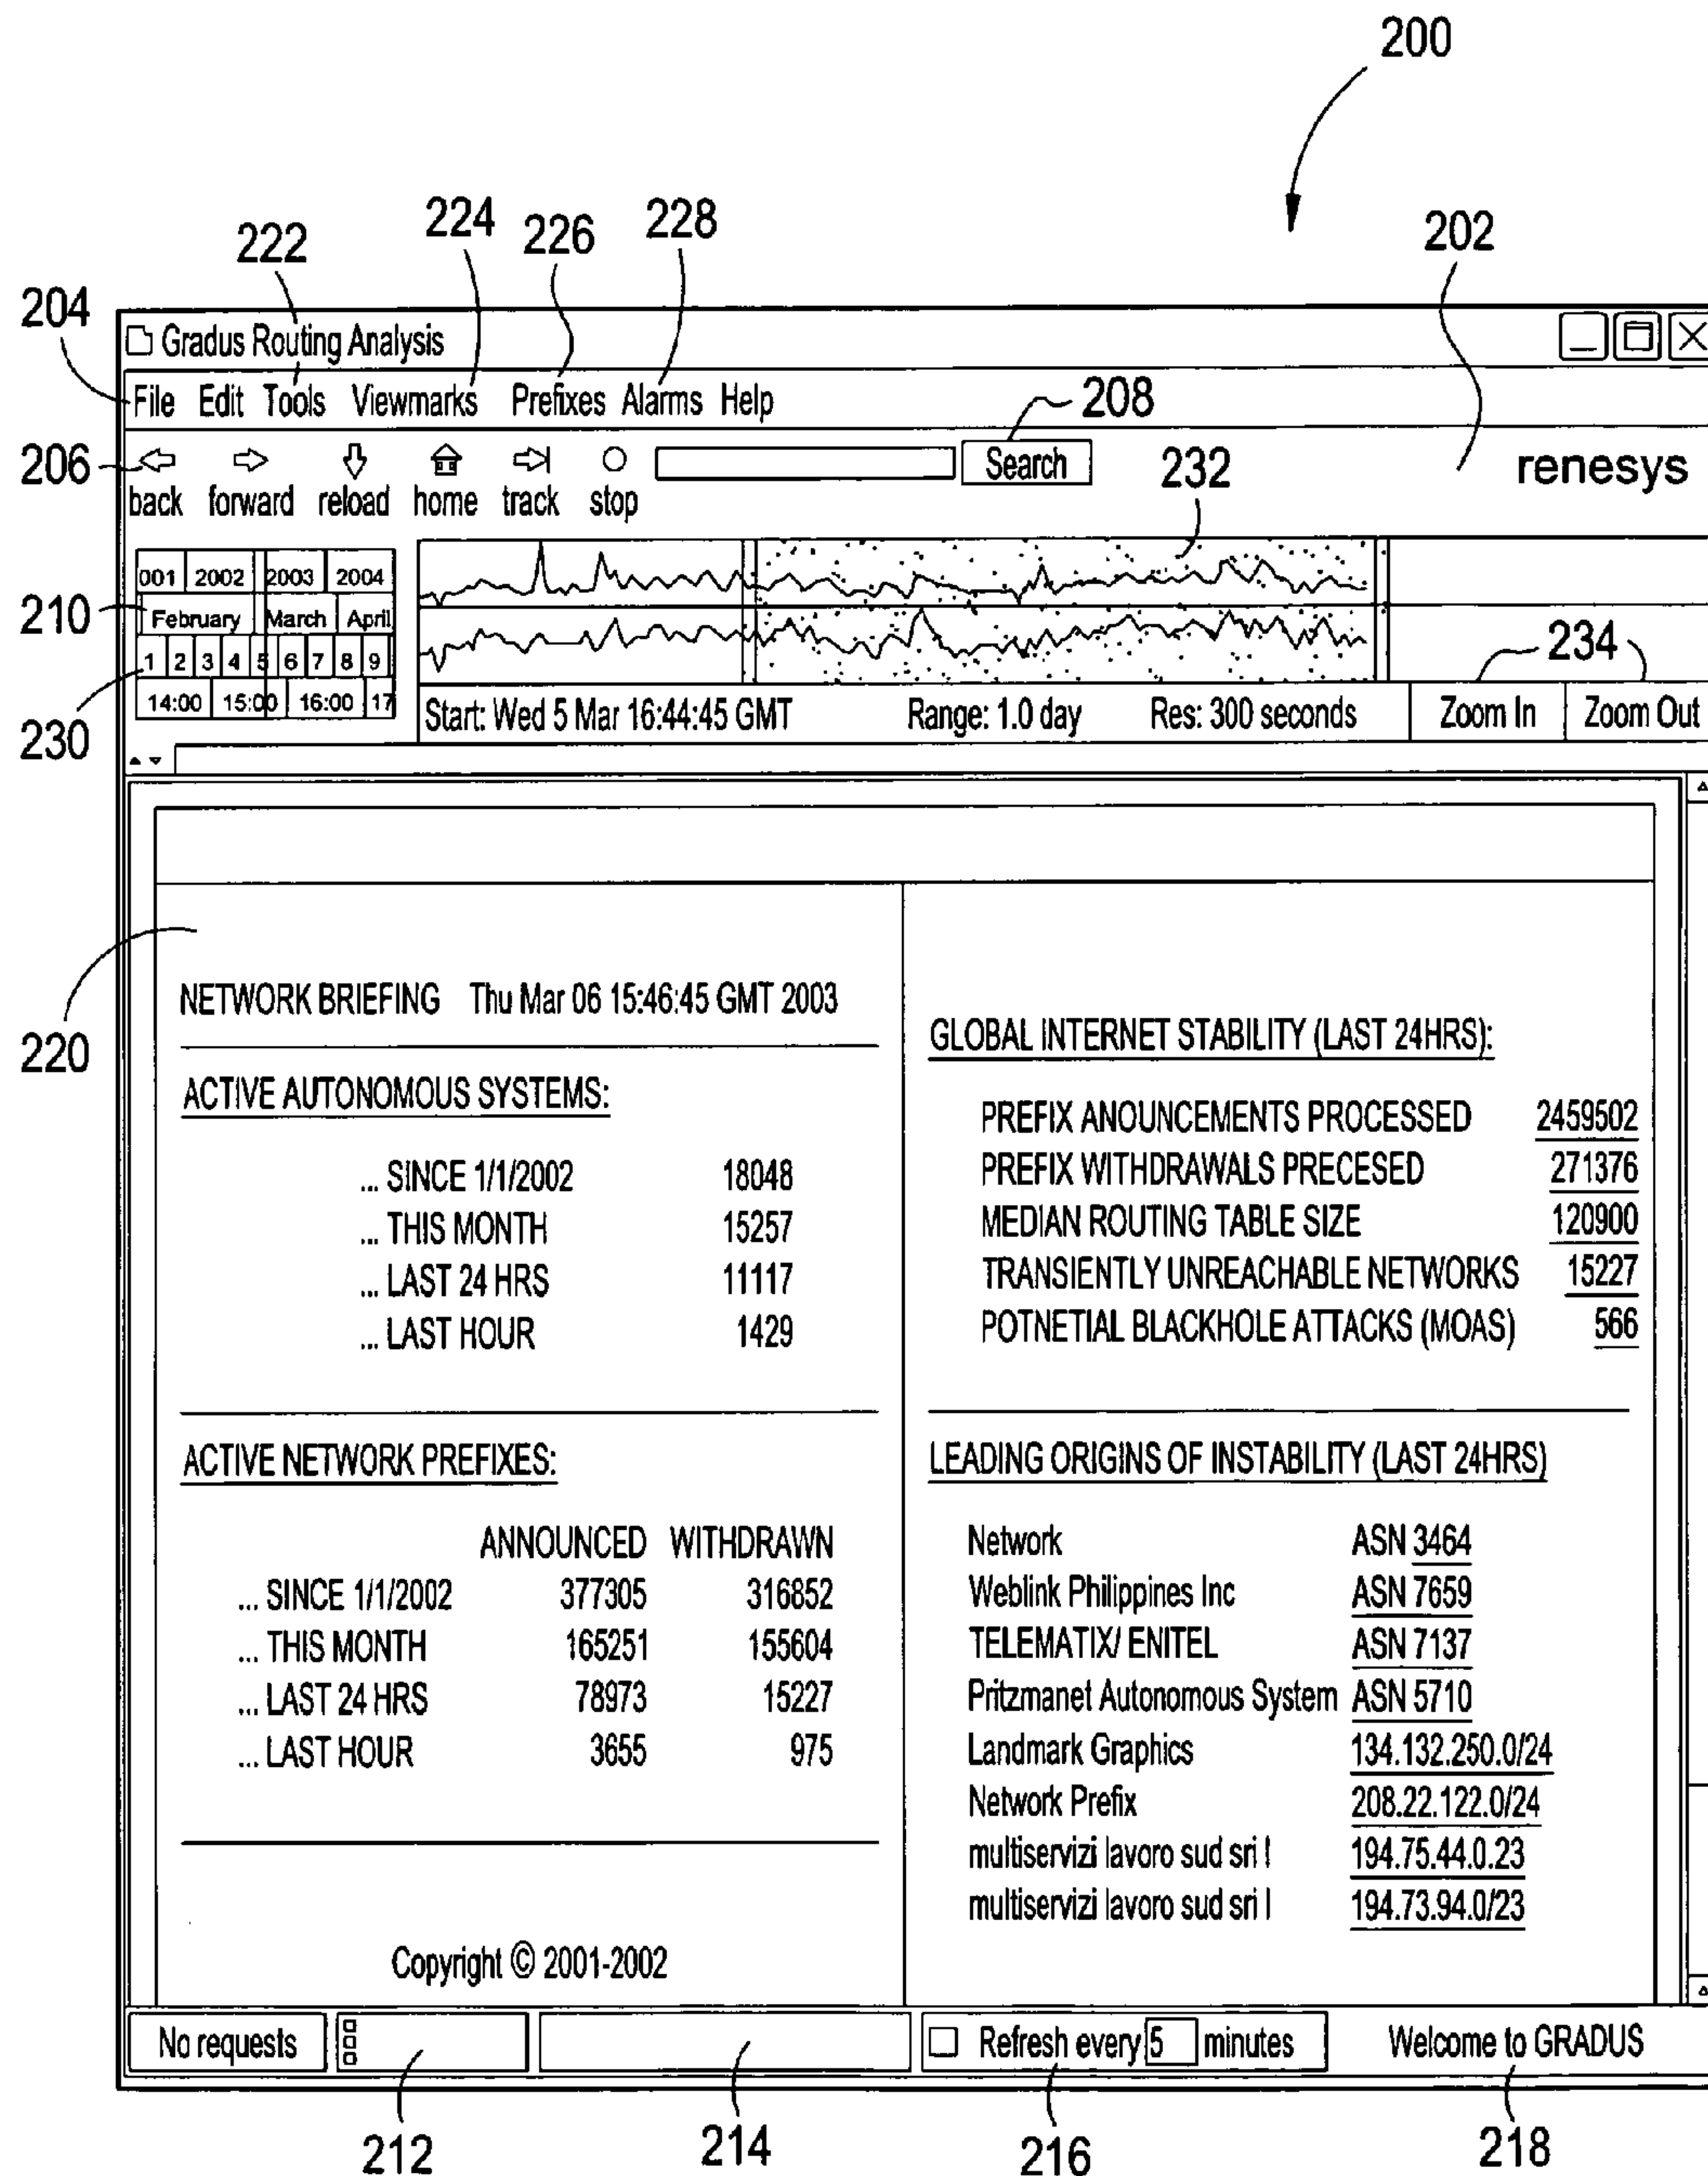 200
222 224 226 228 202
204
Gradus Routing Analysis
File Edit Tools Viewmarks Prefixes Alarms Help
208
206
back forward reload home track stop
Search
232
renesys
001 2002 2003 2004
210
February March April
1 2 3 4 5 6 7 8 9
14:00 15:00 16:00 17
230
234
Start: Wed 5 Mar 16:44:45 GMT Range: 1.0 day Res: 300 seconds Zoom In Zoom Out
220
NETWORK BRIEFING Thu Mar 06 15:46:45 GMT 2003
ACTIVE AUTONOMOUS SYSTEMS:
... SINCE 1/1/2002 18048
... THIS MONTH 15257
... LAST 24 HRS 11117
... LAST HOUR 1429
ACTIVE NETWORK PREFIXES:
ANNOUNCED WITHDRAWN
... SINCE 1/1/2002 377305 316852
... THIS MONTH 165251 155604
... LAST 24 HRS 78973 15227
... LAST HOUR 3655 975
Copyright © 2001-2002
GLOBAL INTERNET STABILITY (LAST 24HRS):
PREFIX ANOUNCEMENTS PROCESSED 2459502
PREFIX WITHDRAWALS PRECESED 271376
MEDIAN ROUTING TABLE SIZE 120900
TRANSIENTLY UNREACHABLE NETWORKS 15227
POTNETIAL BLACKHOLE ATTACKS (MOAS) 566
LEADING ORIGINS OF INSTABILITY (LAST 24HRS)
Network ASN 3464
Weblink Philippines Inc ASN 7659
TELEMATIX/ ENITEL ASN 7137
Pritzmanet Autonomous System ASN 5710
Landmark Graphics 134.132.250.0/24
Network Prefix 208.22.122.0/24
multiservizi lavoro sud sri l 194.75.44.0.23
multiservizi lavoro sud sri l 194.73.94.0/23
No requests
Refresh every 5 minutes
Welcome to GRADUS
212 214 216 218